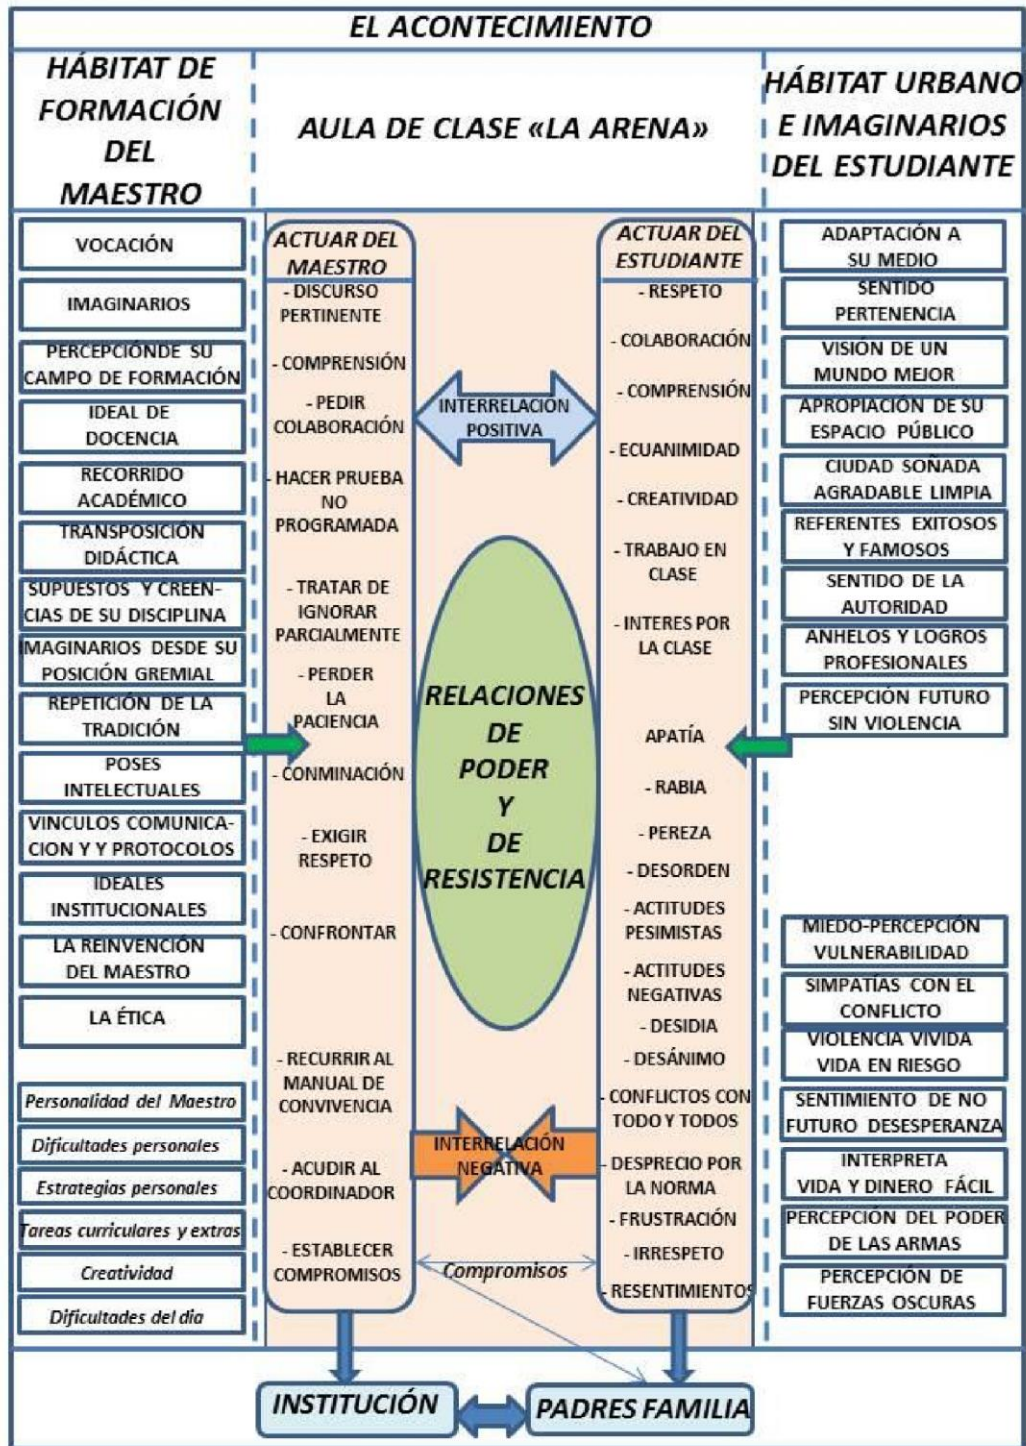 EL ACONTECIMIENTO
HÁBITAT DE
FORMACIÓN
DEL
MAESTRO
AULA DE CLASE «LA ARENA»
HÁBITAT URBANO
E IMAGINARIOS
DEL ESTUDIANTE
VOCACIÓN
IMAGINARIOS
PERCEPCIÓNDE SU
CAMPO DE FORMACIÓN
IDEAL DE
DOCENCIA
RECORRIDO
ACADÉMICO
TRANSPOSICIÓN
DIDÁCTICA
SUPUESTOS Y CREEN-
CIAS DE SU DISCIPLINA
IMAGINARIOS DESDE SU
POSICIÓN GREMIAL
REPETICIÓN DE LA
TRADICIÓN
POSES
INTELECTUALES
VINCULOS COMUNICA-
CION Y Y PROTOCOLOS
IDEALES
INSTITUCIONALES
LA REINVENCIÓN
DEL MAESTRO
LA ÉTICA
Personalidad del Maestro
Dificultades personales
Estrategias personales
Tareas curriculares y extras
Creatividad
Dificultades del dia
ACTUAR DEL
MAESTRO
- DISCURSO
PERTINENTE
- COMPRENSIÓN
- PEDIR
COLABORACIÓN
- HACER PRUEBA
NO
PROGRAMADA
- TRATAR DE
IGNORAR
PARCIALMENTE
- PERDER
LA
PACIENCIA
- CONMINACIÓN
- EXIGIR
RESPETO
- CONFRONTAR
- RECURRIR AL
MANUAL DE
CONVIVENCIA
- ACUDIR AL
COORDINADOR
- ESTABLECER
COMPROMISOS
INTERRELACIÓN
POSITIVA
RELACIONES
DE
PODER
Y
DE
RESISTENCIA
INTERRELACIÓN
NEGATIVA
Compromisos
ACTUAR DEL
ESTUDIANTE
- RESPETO
- COLABORACIÓN
- COMPRENSIÓN
- ECUANIMIDAD
- CREATIVIDAD
- TRABAJO EN
CLASE
- INTERES POR
LA CLASE
APATÍA
- RABIA
- PEREZA
- DESORDEN
- ACTITUDES
PESIMISTAS
- ACTITUDES
NEGATIVAS
- DESIDIA
- DESÁNIMO
- CONFLICTOS CON
TODO Y TODOS
- DESPRECIO POR
LA NORMA
- FRUSTRACIÓN
- IRRESPETO
- RESENTIMIENTOS
ADAPTACIÓN A
SU MEDIO
SENTIDO
PERTENENCIA
VISIÓN DE UN
MUNDO MEJOR
APROPIACIÓN DE SU
ESPACIO PÚBLICO
CIUDAD SOÑADA
AGRADABLE LIMPIA
REFERENTES EXITOSOS
Y FAMOSOS
SENTIDO DE LA
AUTORIDAD
ANHELOS Y LOGROS
PROFESIONALES
PERCEPCIÓN FUTURO
SIN VIOLENCIA
MIEDO-PERCEPCIÓN
VULNERABILIDAD
SIMPATÍAS CON EL
CONFLICTO
VIOLENCIA VIVIDA
VIDA EN RIESGO
SENTIMIENTO DE NO
FUTURO DESESPERANZA
INTERPRETA
VIDA Y DINERO FÁCIL
PERCEPCIÓN DEL PODER
DE LAS ARMAS
PERCEPCIÓN DE
FUERZAS OSCURAS
INSTITUCIÓN
PADRES FAMILIA